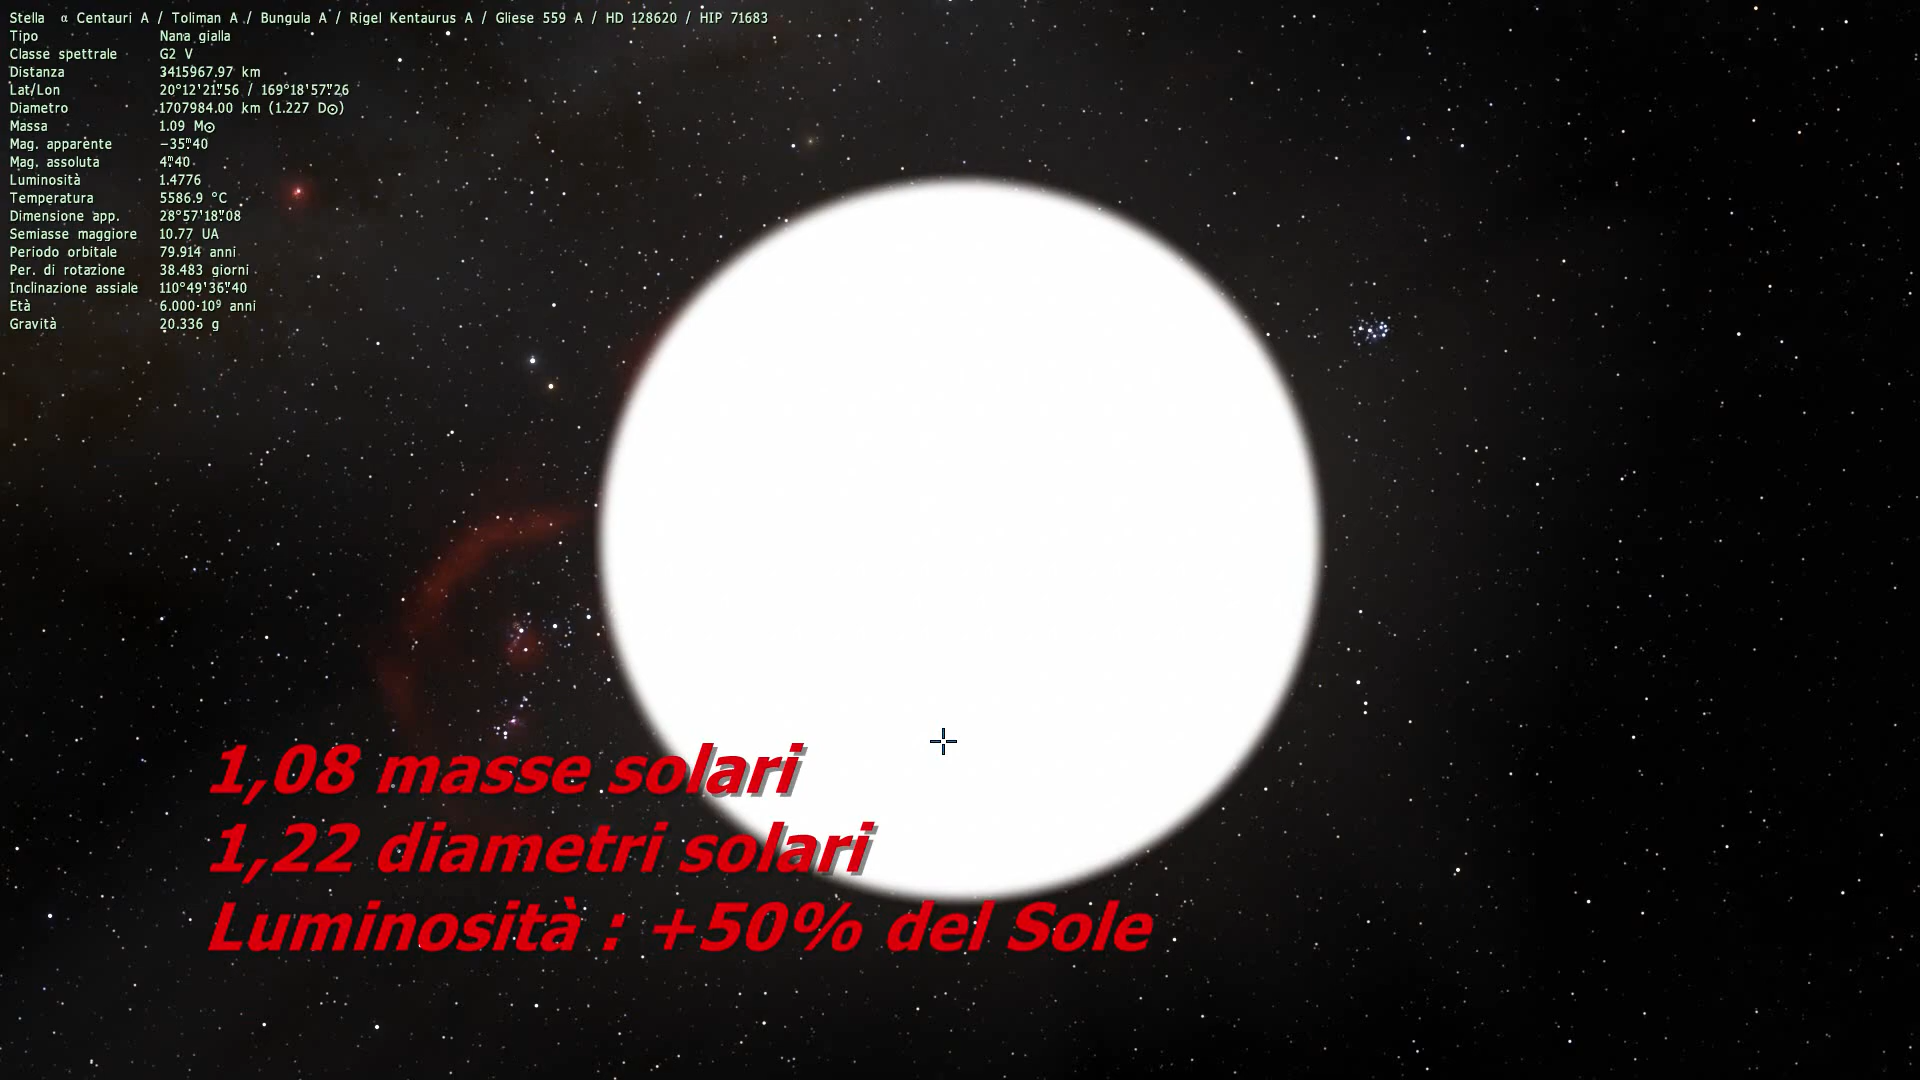 Stella α Centauri A / Toliman A / Bungula A / Rigel Kentaurus A / Gliese 559 A / HD 128620 / HIP 71683
Tipo Nana gialla
Classe spettrale G2 V
Distanza 3415967.97 km
Lat/Lon 20°12'21"56 / 169°18'57"26
Diametro 1707984.00 km (1.227 D⊙)
Massa 1.09 M⊙
Mag. apparente −35ᵐ40
Mag. assoluta 4ᵐ40
Luminosità 1.4776
Temperatura 5586.9 °C
Dimensione app. 28°57'18"08
Semiasse maggiore 10.77 UA
Periodo orbitale 79.914 anni
Per. di rotazione 38.483 giorni
Inclinazione assiale 110°49'36"40
Età 6.000·10⁹ anni
Gravità 20.336 g
1,08 masse solari
1,22 diametri solari
Luminosità : +50% del Sole